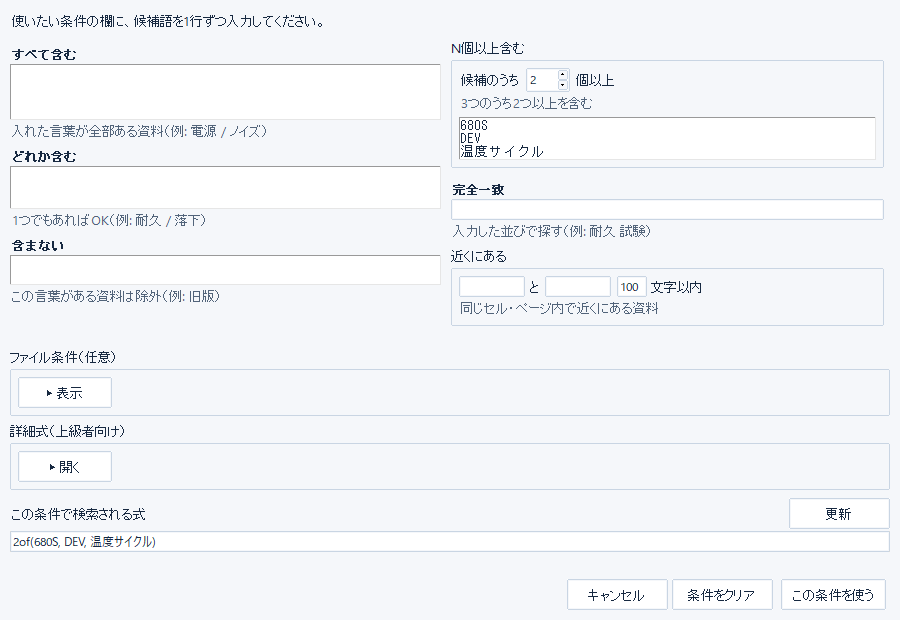 使いたい条件の欄に、候補語を1行ずつ入力してください。
すべて含む
入れた言葉が全部ある資料(例: 電源 / ノイズ)
どれか含む
1つでもあれば OK(例: 耐久 / 落下)
含まない
この言葉がある資料は除外(例: 旧版)
N個以上含む
候補のうち 2 個以上
3つのうち2つ以上を含む
680S
DEV
温度サイクル
完全一致
入力した並びで探す(例: 耐久 試験)
近くにある
と 100 文字以内
同じセル・ページ内で近くにある資料
ファイル条件(任意)
▸ 表示
詳細式(上級者向け)
▸ 開く
この条件で検索される式
更新
2of(680S, DEV, 温度サイクル)
キャンセル 条件をクリア この条件を使う